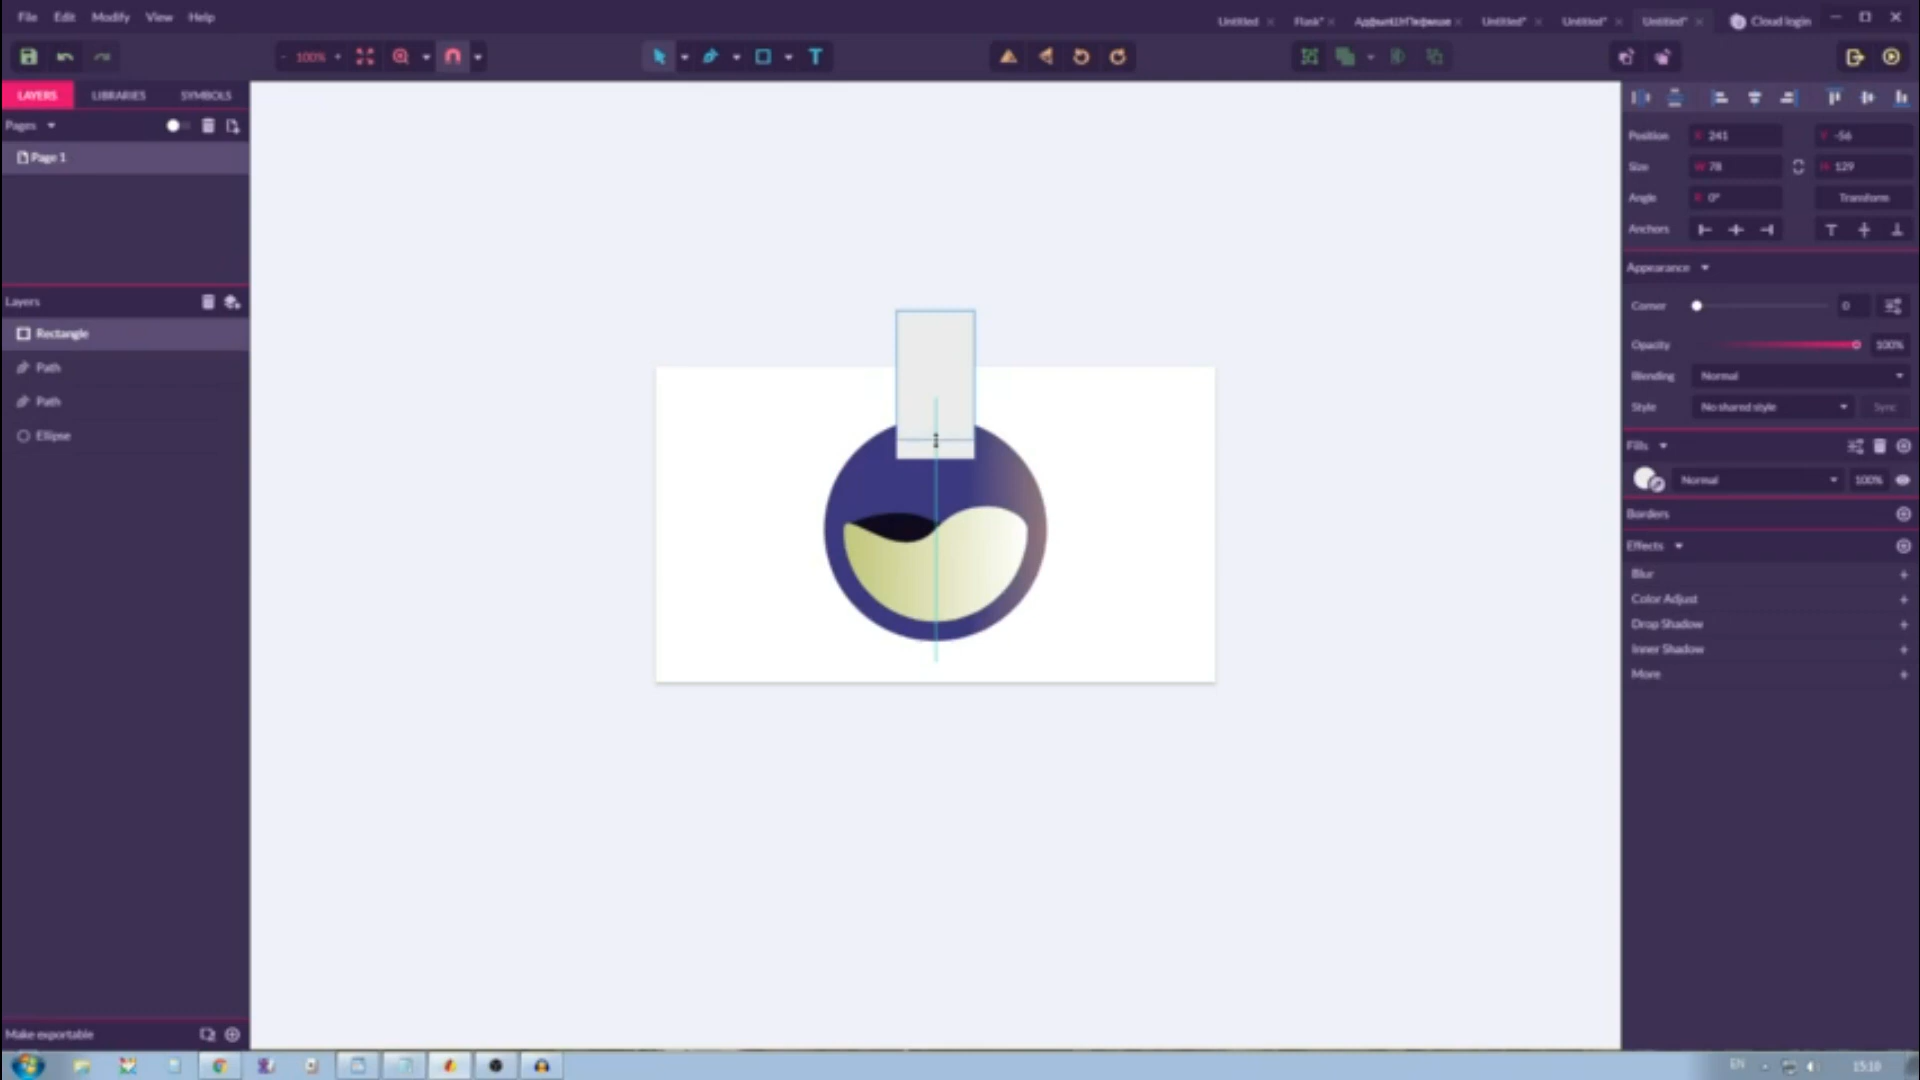 File Edit Modify View Help
Untitled Flask* Untitled* Untitled* Untitled* Cloud login
100% T
LAYERS LIBRARIES SYMBOLS
Pages
Page 1
Layers
Rectangle
Path
Path
Ellipse
Make exportable
Position X 241 Y -56
Size W 78 H 129
Angle R 0° Transform
Anchors
Appearance
Corner 0
Opacity 100%
Blending Normal
Style No shared style Sync
Fills
Normal 100%
Borders
Effects
Blur
Color Adjust
Drop Shadow
Inner Shadow
More
EN 15:10